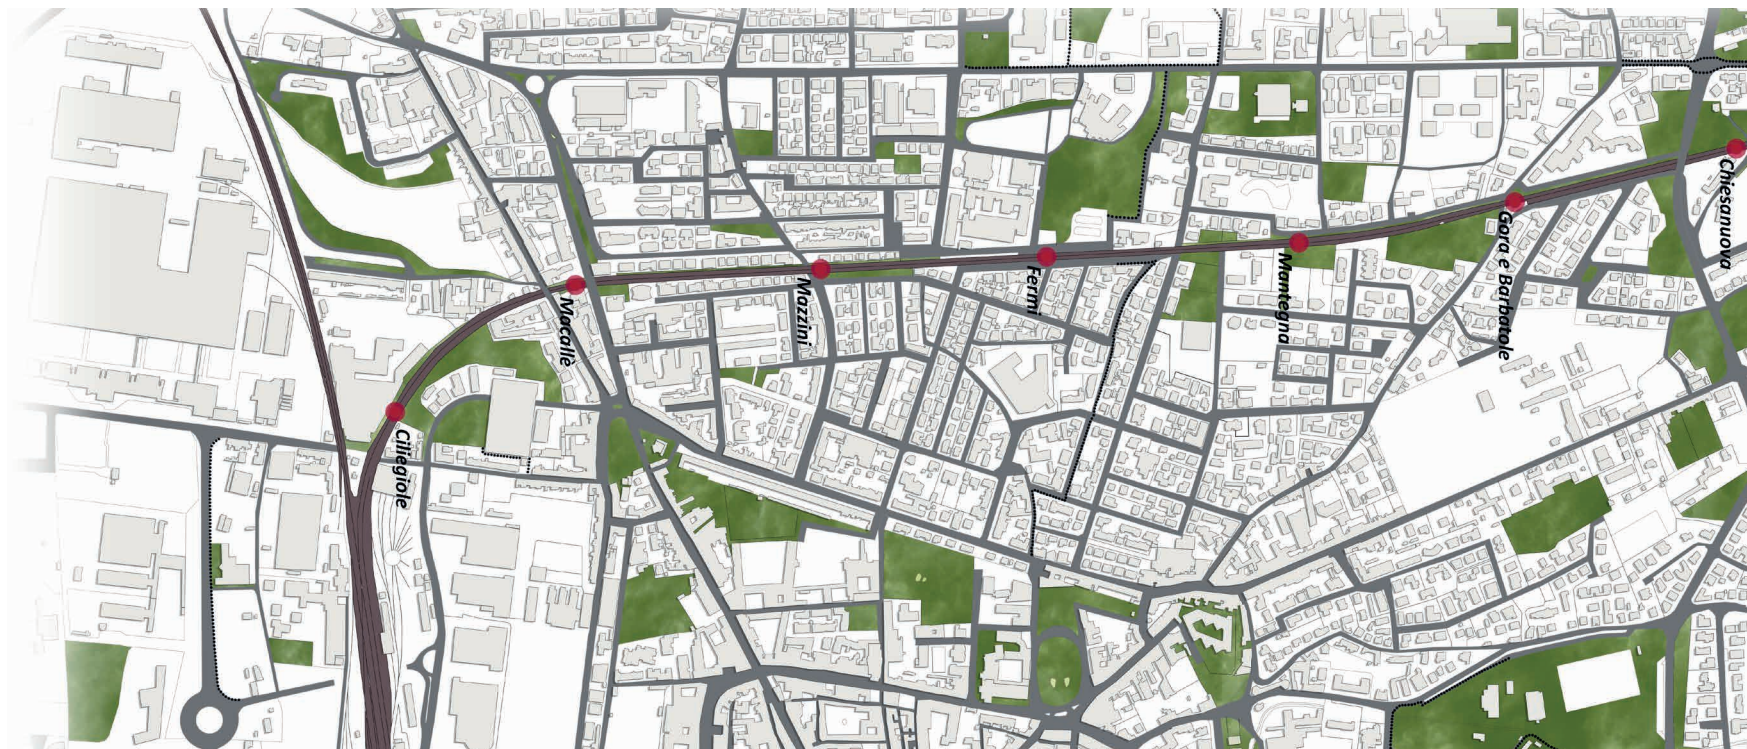 Ciliegiole
Macallè
Mazzini
Fermi
Mantegna
Gora e Barbatole
Chiesanuova